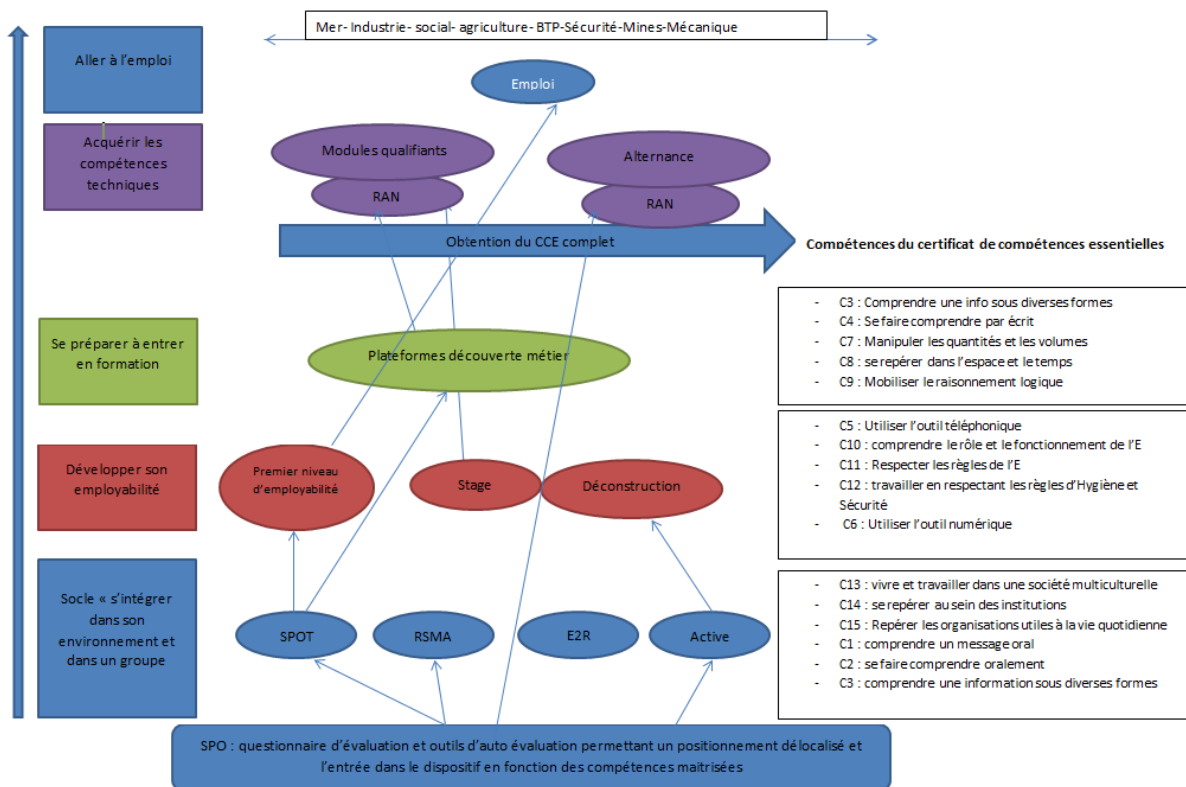 Mer- Industrie- social- agriculture- BTP-Sécurité-Mines-Mécanique
Aller à l’emploi
Emploi
Acquérir les
compétences
techniques
Modules qualifiants
RAN
Alternance
RAN
Obtention du CCE complet
Compétences du certificat de compétences essentielles
Se préparer à entrer
en formation
Plateformes découverte métier
- C3 : Comprendre une info sous diverses formes
- C4 : Se faire comprendre par écrit
- C7 : Manipuler les quantités et les volumes
- C8 : se repérer dans l’espace et le temps
- C9 : Mobiliser le raisonnement logique
Développer son
employabilité
Premier niveau
d’employabilité
Stage
Déconstruction
- C5 : Utiliser l’outil téléphonique
- C10 : comprendre le rôle et le fonctionnement de l’E
- C11 : Respecter les règles de l’E
- C12 : travailler en respectant les règles d’Hygiène et
Sécurité
- C6 : Utiliser l’outil numérique
Socle « s’intégrer
dans son
environnement et
dans un groupe
SPOT
RSMA
E2R
Active
- C13 : vivre et travailler dans une société multiculturelle
- C14 : se repérer au sein des institutions
- C15 : Repérer les organisations utiles à la vie quotidienne
- C1 : comprendre un message oral
- C2 : se faire comprendre oralement
- C3 : comprendre une information sous diverses formes
SPO : questionnaire d’évaluation et outils d’auto évaluation permettant un positionnement délocalisé et
l’entrée dans le dispositif en fonction des compétences maitrisées